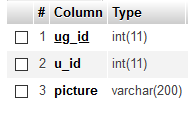 # Column Type
1 ug_id int(11)
2 u_id int(11)
3 picture varchar(200)